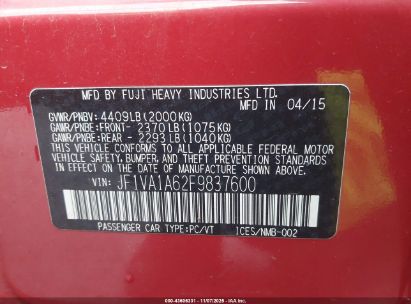 MFD BY FUJI HEAVY INDUSTRIES LTD.
MFD IN 04/15
GVWR/PNBV: 4409LB(2000KG)
GAWR/PNBE:FRONT- 2370LB(1075KG)
GAWR/PNBE:REAR - 2293LB(1040KG)
THIS VEHICLE CONFORMS TO ALL APPLICABLE
FEDERAL MOTOR VEHICLE
SAFETY, BUMPER, AND THEFT PREVENTION STANDARDS
IN EFFECT ON THE DATE OF MANUFACTURE
SHOWN ABOVE.
VIN: JF1VA1A62F9837600
PASSENGER CAR TYPE:PC/VT ICES/NMB-002